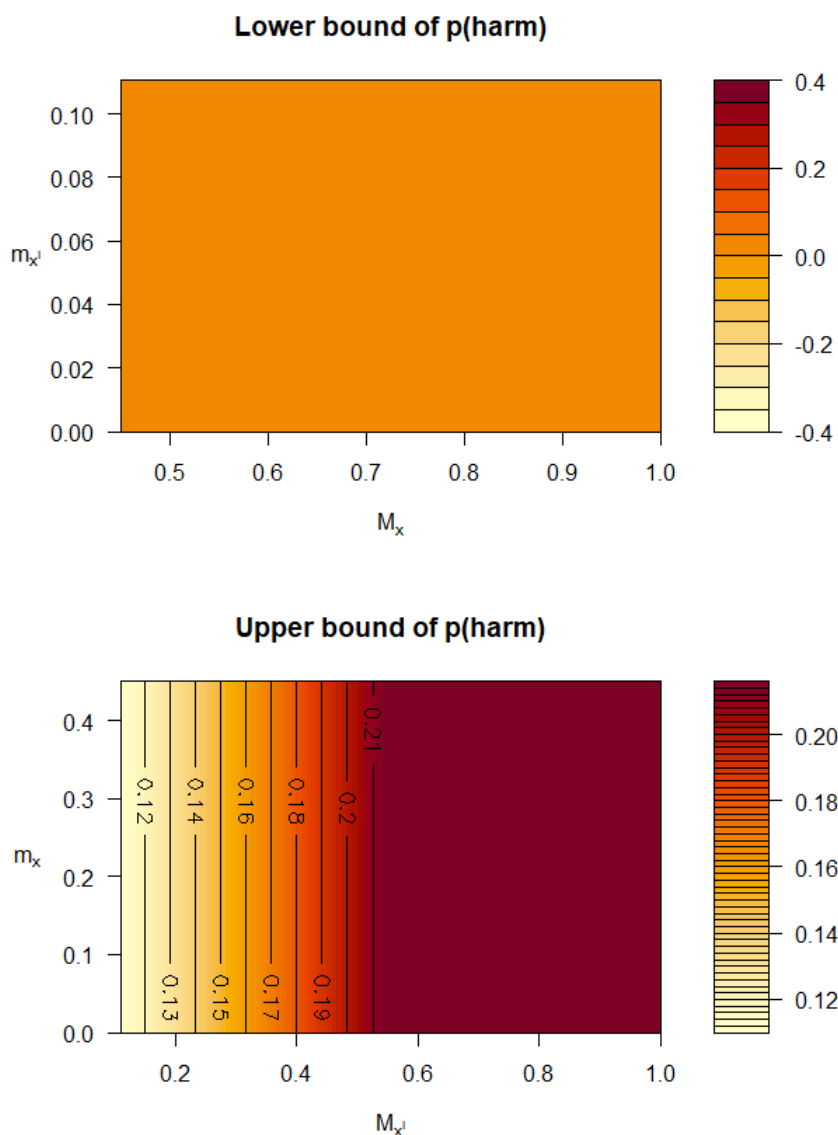 Lower bound of p(harm)
0.10
0.08
0.06
0.04
0.02
0.00
m_x'
0.5 0.6 0.7 0.8 0.9 1.0
M_x
0.4
0.2
0.0
-0.2
-0.4
Upper bound of p(harm)
0.4
0.3
0.2
0.1
0.0
m_x
0.12 0.14 0.16 0.18 0.2 0.21
0.13 0.15 0.17 0.19
0.2 0.4 0.6 0.8 1.0
M_x'
0.20
0.18
0.16
0.14
0.12